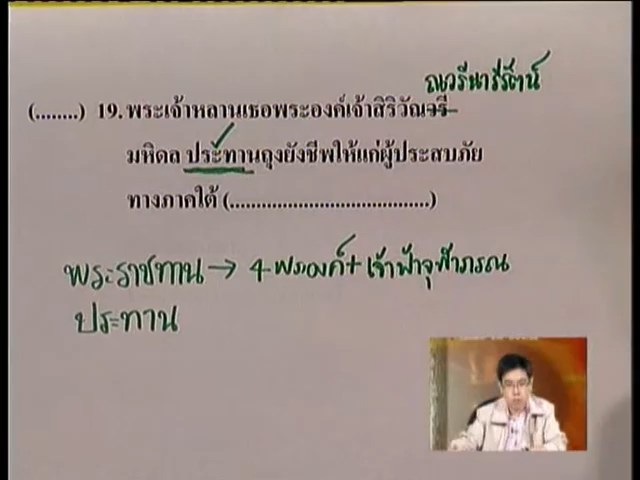 ณวรีนารีรัตน์
(........) 19. พระเจ้าหลานเธอพระองค์เจ้าสิริวัณวรี
มหิดล ประทานถุงยังชีพให้แก่ผู้ประสบภัย
ทางภาคใต้ (....................................)
พระราชทาน → 4 พระองค์ + เจ้าฟ้าจุฬาภรณ
ประทาน